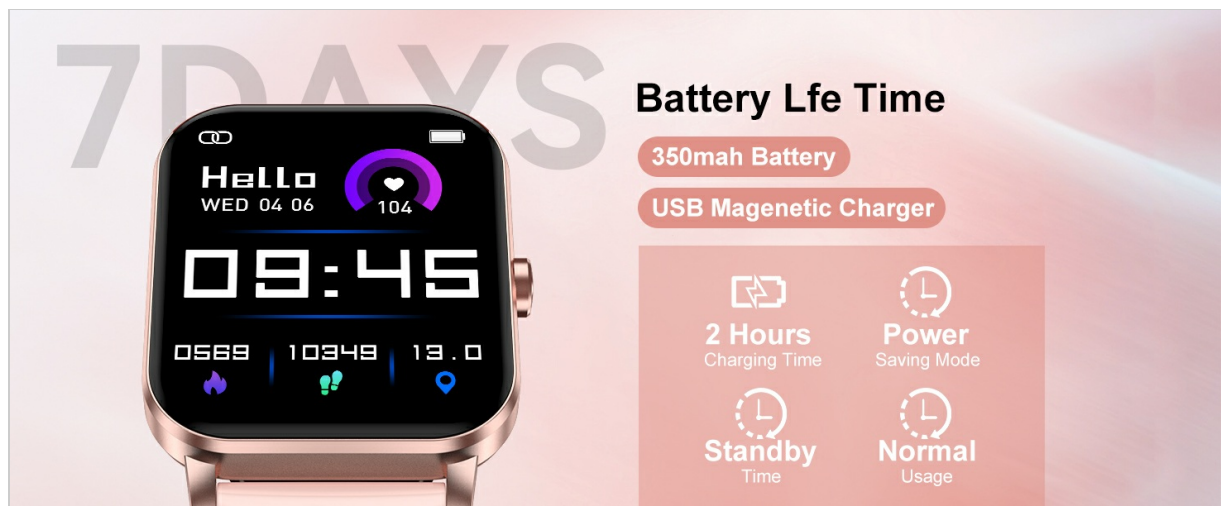 7DAYS
Hello
WED 04 06
104
09:45
0569 10349 13.0
Battery Lfe Time
350mah Battery
USB Magenetic Charger
2 Hours
Charging Time
Power
Saving Mode
Standby
Time
Normal
Usage